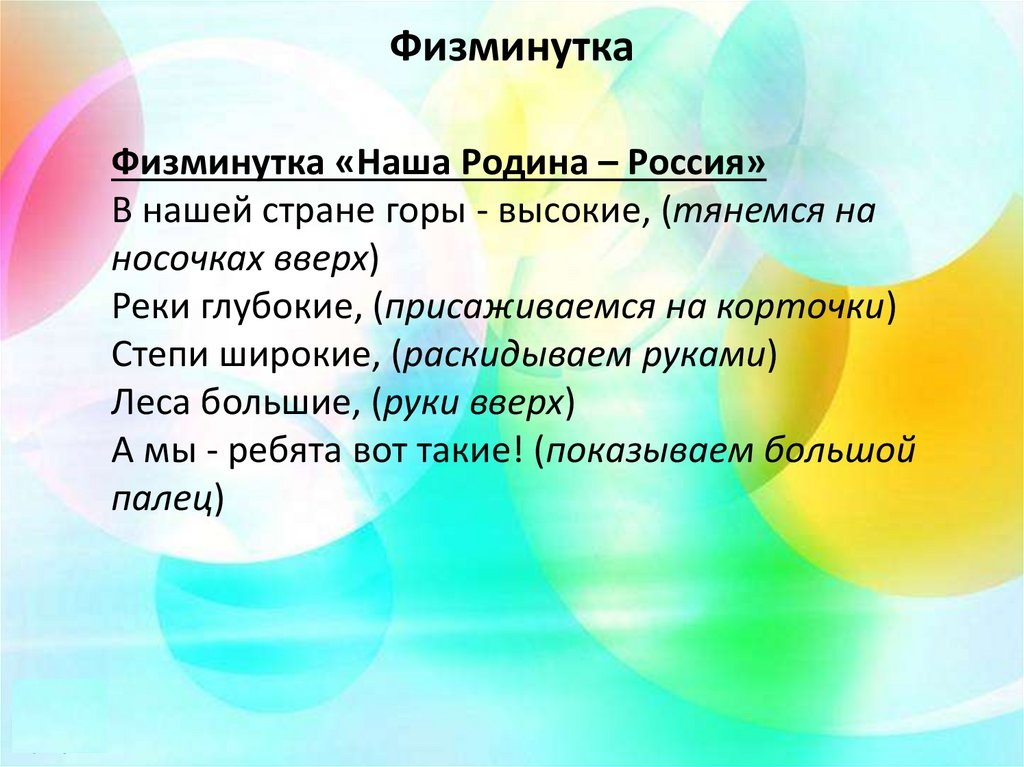 Физминутка
Физминутка «Наша Родина – Россия»
В нашей стране горы - высокие, (тянемся на
носочках вверх)
Реки глубокие, (присаживаемся на корточки)
Степи широкие, (раскидываем руками)
Леса большие, (руки вверх)
А мы - ребята вот такие! (показываем большой
палец)